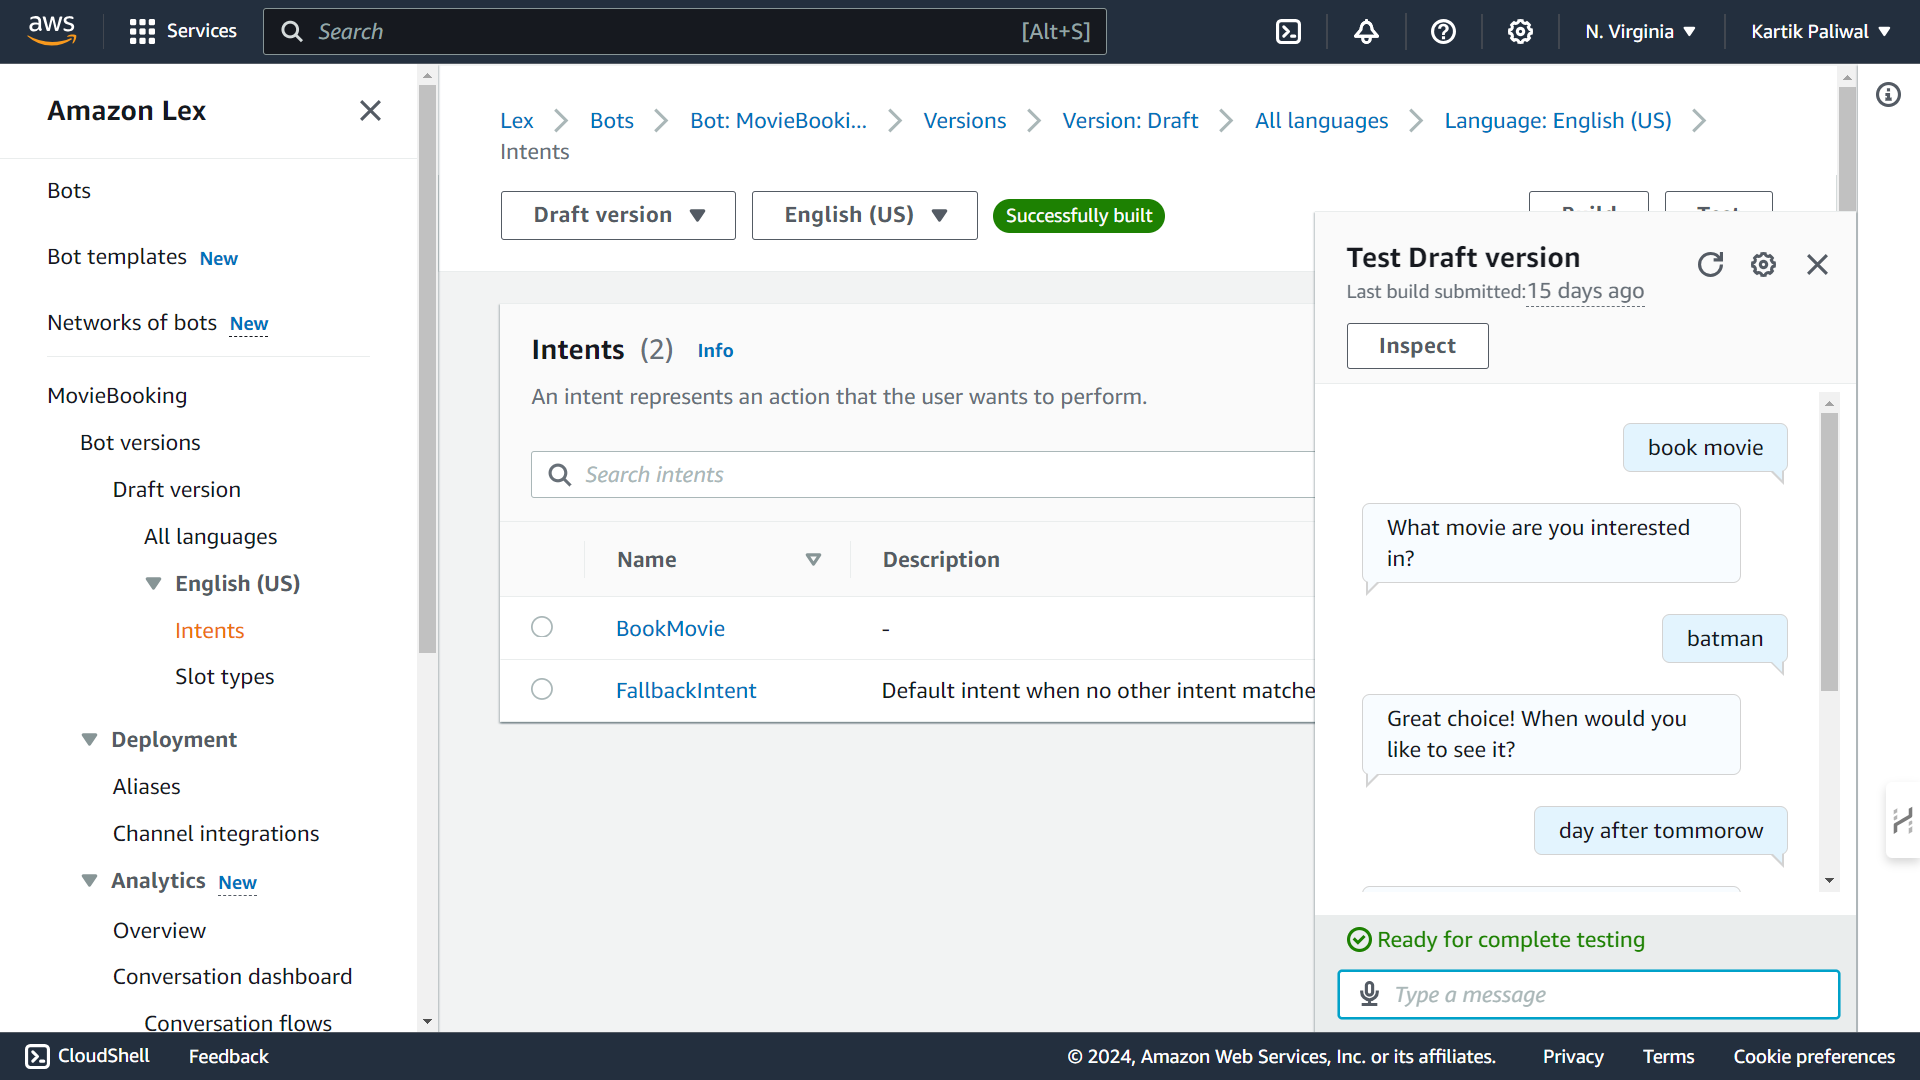 aws
Services
Search
[Alt+S]
N. Virginia
Kartik Paliwal
Amazon Lex
Bots
Bot templates New
Networks of bots New
MovieBooking
Bot versions
Draft version
All languages
English (US)
Intents
Slot types
Deployment
Aliases
Channel integrations
Analytics New
Overview
Conversation dashboard
Conversation flows
Lex
Bots
Bot: MovieBooki...
Versions
Version: Draft
All languages
Language: English (US)
Intents
Draft version
English (US)
Successfully built
Build
Test
Intents (2) Info
An intent represents an action that the user wants to perform.
Search intents
Name
Description
BookMovie
-
FallbackIntent
Default intent when no other intent matche
Test Draft version
Last build submitted: 15 days ago
Inspect
book movie
What movie are you interested
in?
batman
Great choice! When would you
like to see it?
day after tommorow
Ready for complete testing
Type a message
CloudShell
Feedback
© 2024, Amazon Web Services, Inc. or its affiliates.
Privacy
Terms
Cookie preferences